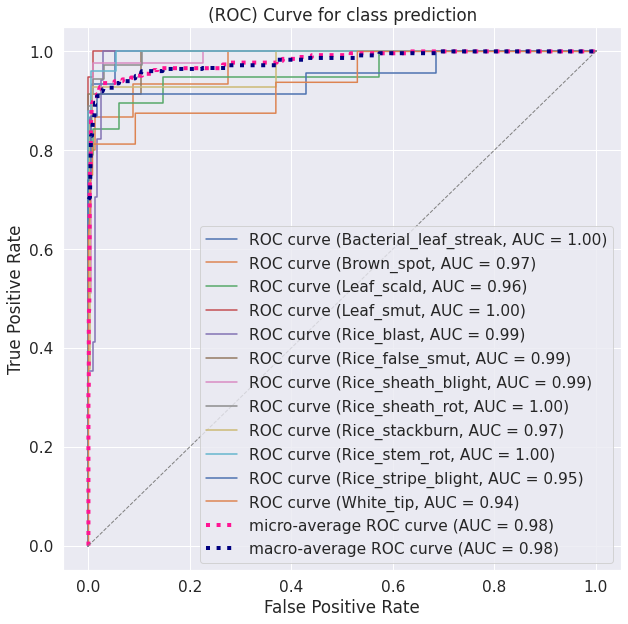 (ROC) Curve for class prediction
True Positive Rate
1.0
0.8
0.6
0.4
0.2
0.0
ROC curve (Bacterial_leaf_streak, AUC = 1.00)
ROC curve (Brown_spot, AUC = 0.97)
ROC curve (Leaf_scald, AUC = 0.96)
ROC curve (Leaf_smut, AUC = 1.00)
ROC curve (Rice_blast, AUC = 0.99)
ROC curve (Rice_false_smut, AUC = 0.99)
ROC curve (Rice_sheath_blight, AUC = 0.99)
ROC curve (Rice_sheath_rot, AUC = 1.00)
ROC curve (Rice_stackburn, AUC = 0.97)
ROC curve (Rice_stem_rot, AUC = 1.00)
ROC curve (Rice_stripe_blight, AUC = 0.95)
ROC curve (White_tip, AUC = 0.94)
micro-average ROC curve (AUC = 0.98)
macro-average ROC curve (AUC = 0.98)
0.0 0.2 0.4 0.6 0.8 1.0
False Positive Rate